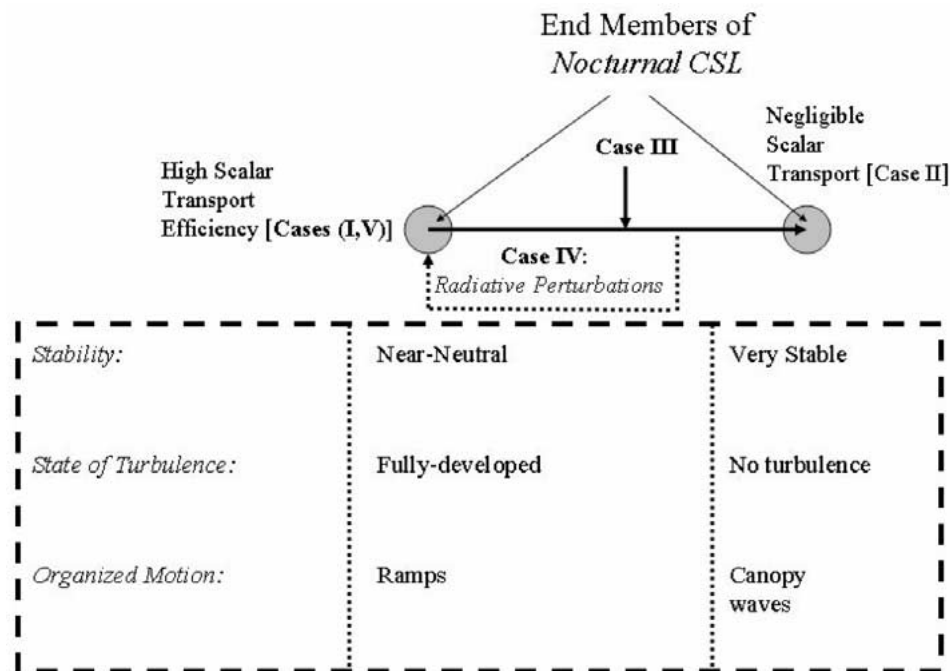 End Members of
Nocturnal CSL
Negligible
Scalar
Transport [Case II]
Case III
High Scalar
Transport
Efficiency [Cases (I,V)]
Case IV:
Radiative Perturbations
Stability: Near-Neutral Very Stable
State of Turbulence: Fully-developed No turbulence
Organized Motion: Ramps Canopy
waves